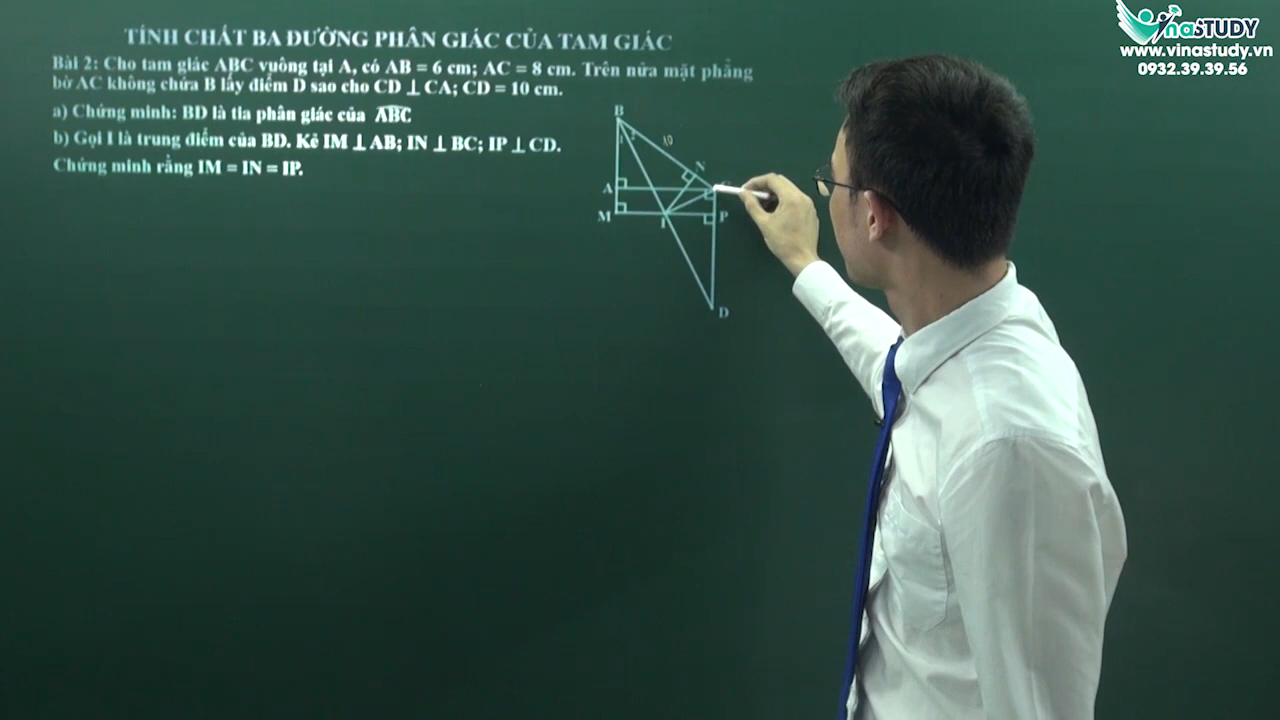 VinaSTUDY
www.vinastudy.vn
0932.39.39.56
TÍNH CHẤT BA ĐƯỜNG PHÂN GIÁC CỦA TAM GIÁC
Bài 2: Cho tam giác ABC vuông tại A, có AB = 6 cm; AC = 8 cm. Trên nửa mặt phẳng
bờ AC không chứa B lấy điểm D sao cho CD ⊥ CA; CD = 10 cm.
a) Chứng minh: BD là tia phân giác của ABC
b) Gọi I là trung điểm của BD. Kẻ IM ⊥ AB; IN ⊥ BC; IP ⊥ CD.
Chứng minh rằng IM = IN = IP.
B
1 2
10
N
A
M
I
P
D